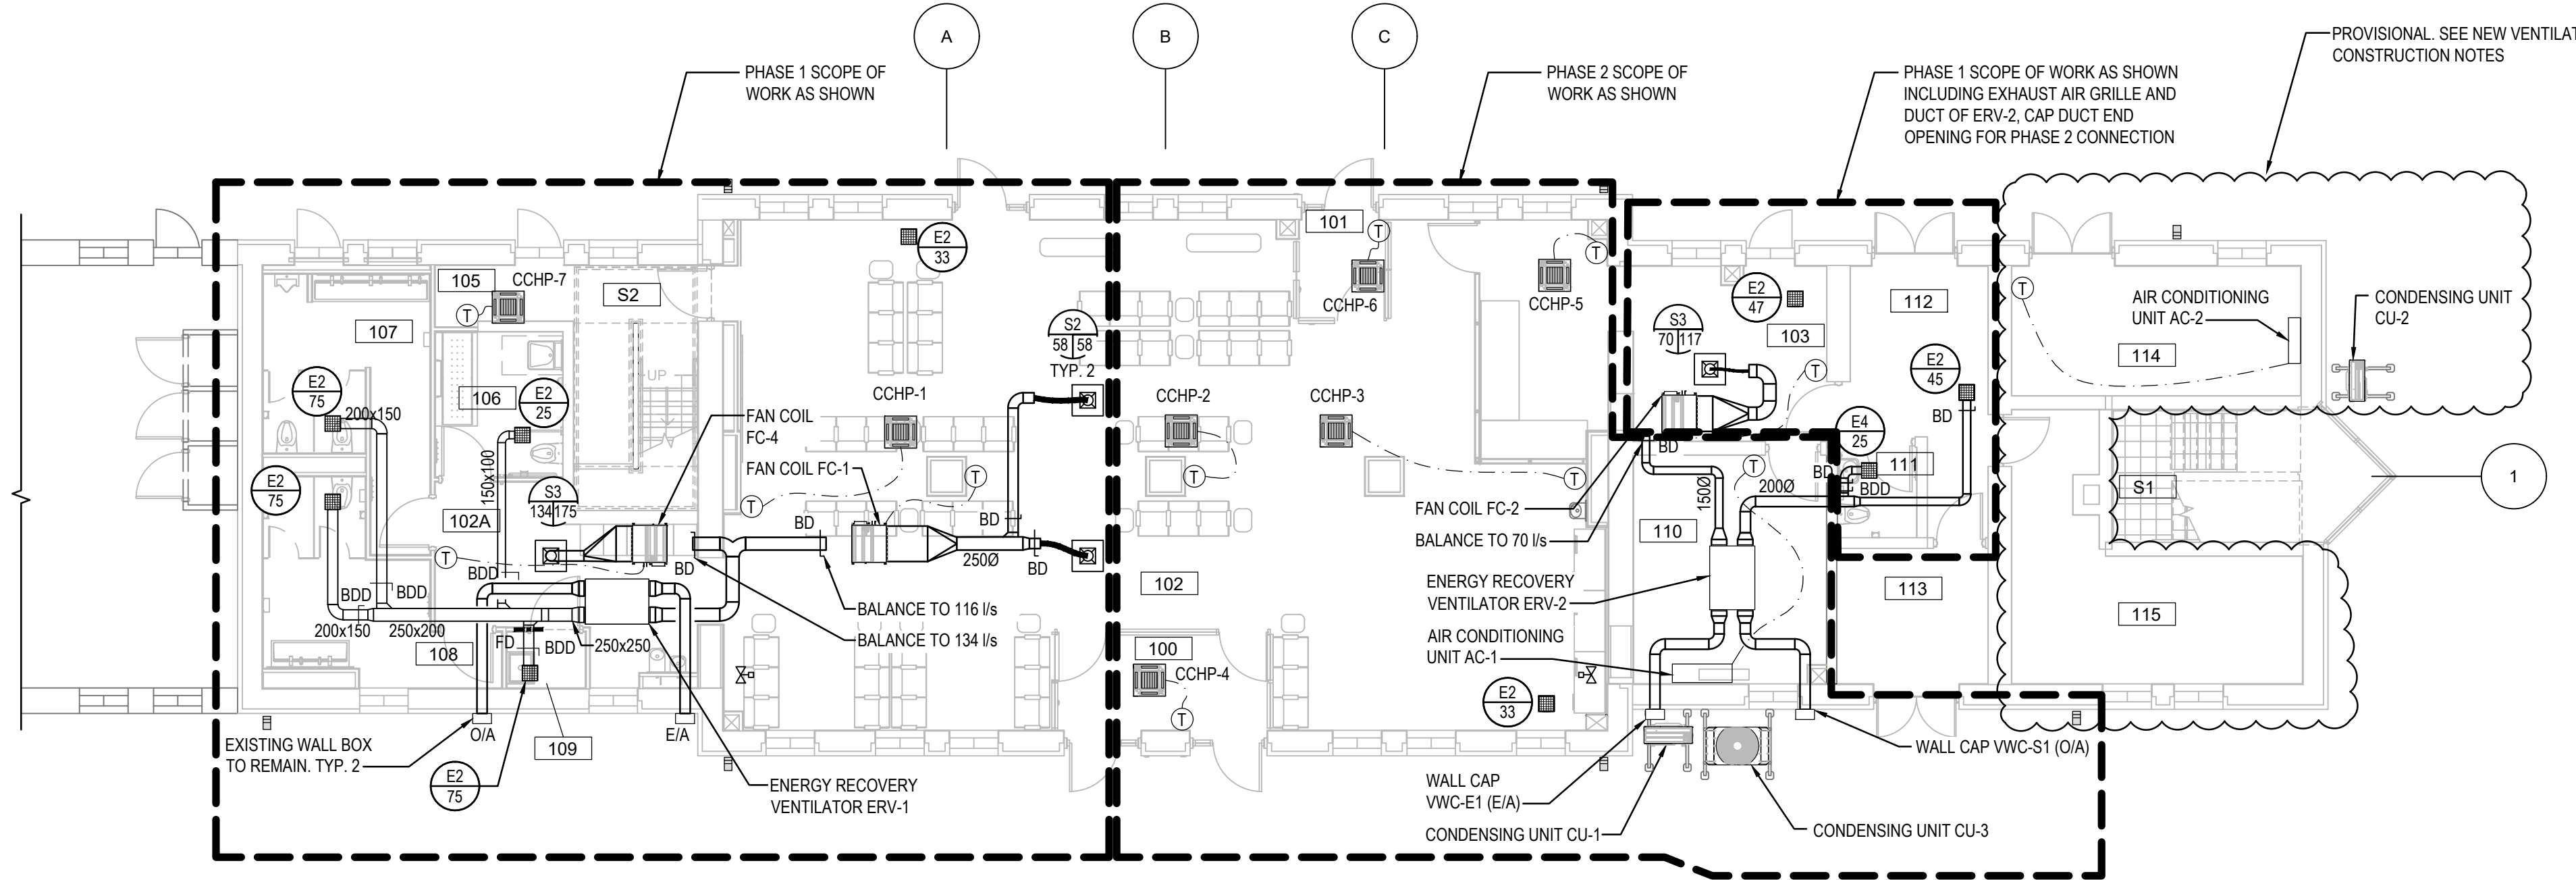 A
B
C
PROVISIONAL. SEE NEW
CONSTRUCTION NOTES
PHASE 1 SCOPE OF
WORK AS SHOWN
PHASE 2 SCOPE OF
WORK AS SHOWN
PHASE 1 SCOPE OF WORK AS SHOWN
INCLUDING EXHAUST AIR GRILLE AND
DUCT OF ERV-2, CAP DUCT END
OPENING FOR PHASE 2 CONNECTION
105
CCHP-7
T
S2
107
E2
33
101
T
CCHP-6
T
CCHP-5
E2
47
103
112
T
AIR CONDITIONING
UNIT AC-2
CONDENSING UNIT
CU-2
114
S2
58 58
TYP. 2
S3
70 117
T
E2
75
200x150
106
E2
25
UP
CCHP-1
CCHP-2
CCHP-3
E2
45
BD
FAN COIL
FC-4
FAN COIL FC-1
150x100
E2
75
S3
134 175
102A
T
T
T
T
T
BD
E4
25
BD
111
BDD
S1
1
FAN COIL FC-2
BALANCE TO 70 l/s
150Ø
200Ø
110
T
BD
BD
250Ø
BD
BD
BDD
BDD
BDD
200x150
250x200
FD
BDD
250x250
108
BALANCE TO 116 l/s
BALANCE TO 134 l/s
102
ENERGY RECOVERY
VENTILATOR ERV-2
AIR CONDITIONING
UNIT AC-1
113
115
100
CCHP-4
T
E2
33
EXISTING WALL BOX
TO REMAIN. TYP. 2
O/A
E/A
109
E2
75
ENERGY RECOVERY
VENTILATOR ERV-1
WALL CAP
VWC-E1 (E/A)
CONDENSING UNIT CU-1
WALL CAP VWC-S1 (O/A)
CONDENSING UNIT CU-3